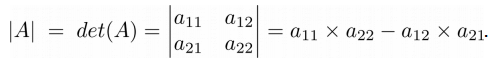 |A| = det(A) = |a₁₁ a₁₂ a₂₁ a₂₂| = a₁₁ × a₂₂ − a₁₂ × a₂₁.